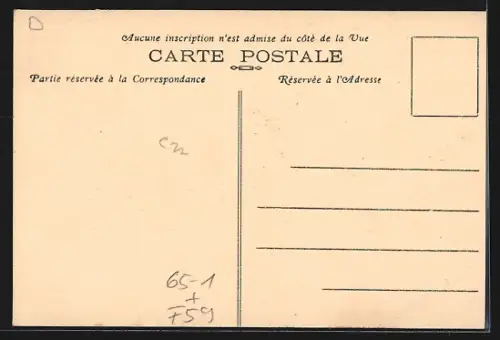 D
Aucune inscription n'est admise du côté de la Vue
CARTE POSTALE
Partie réservée à la Correspondance
Réservée à l'Adresse
C22
65-1
+
F59